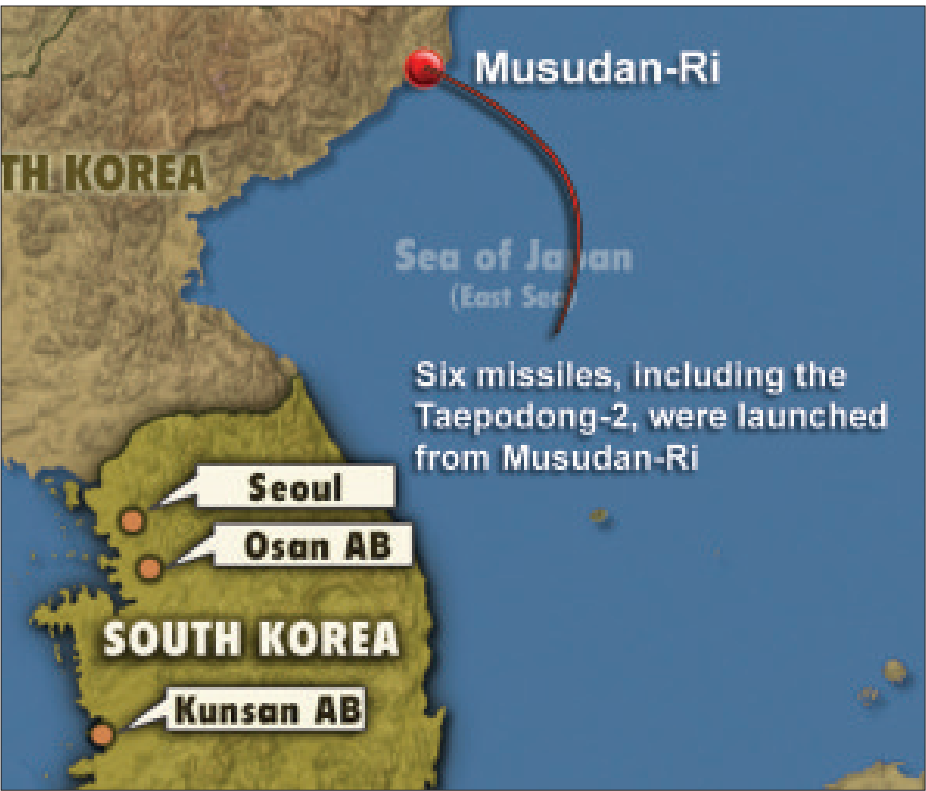 Musudan-Ri
TH KOREA
Sea of Japan
(East Sea)
Six missiles, including the
Taepodong-2, were launched
from Musudan-Ri
Seoul
Osan AB
SOUTH KOREA
Kunsan AB